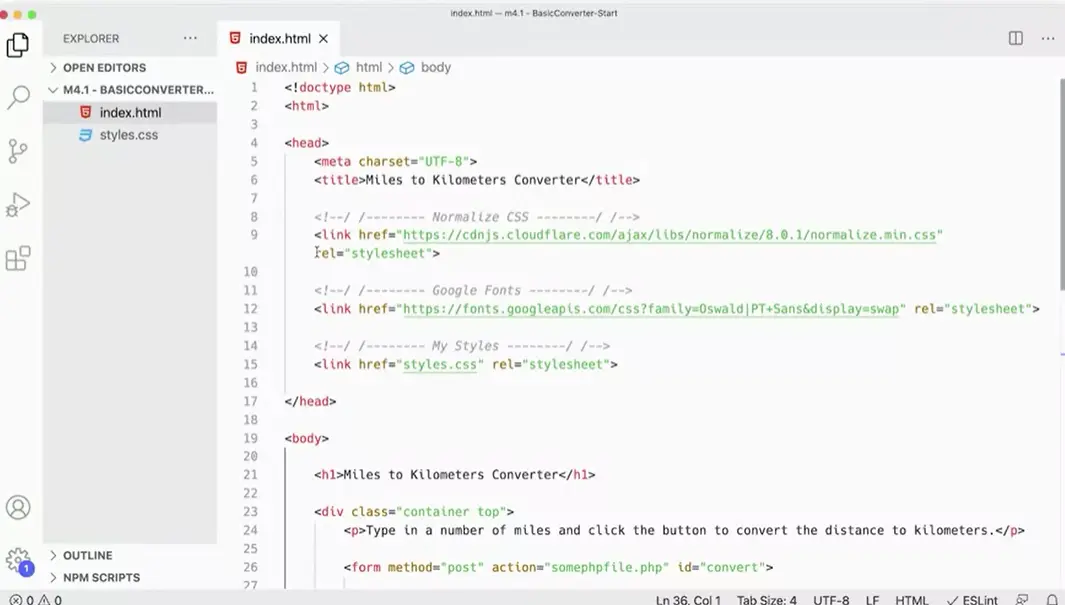 index.html — m4.1 - BasicConverter-Start
EXPLORER
index.html
OPEN EDITORS
M4.1 - BASICCONVERTER...
index.html
styles.css
index.html > html > body
1 <!doctype html>
2 <html>
3
4 <head>
5 <meta charset="UTF-8">
6 <title>Miles to Kilometers Converter</title>
7
8 <!--/ /-------- Normalize CSS --------/ /-->
9 <link href="https://cdnjs.cloudflare.com/ajax/libs/normalize/8.0.1/normalize.min.css"
rel="stylesheet">
10
11 <!--/ /-------- Google Fonts --------/ /-->
12 <link href="https://fonts.googleapis.com/css?family=Oswald|PT+Sans&display=swap" rel="stylesheet">
13
14 <!--/ /-------- My Styles --------/ /-->
15 <link href="styles.css" rel="stylesheet">
16
17 </head>
18
19 <body>
20
21 <h1>Miles to Kilometers Converter</h1>
22
23 <div class="container top">
24 <p>Type in a number of miles and click the button to convert the distance to kilometers.</p>
25
26 <form method="post" action="somephpfile.php" id="convert">
27
1
OUTLINE
NPM SCRIPTS
0 0
Ln 36, Col 1 Tab Size: 4 UTF-8 LF HTML ESLint